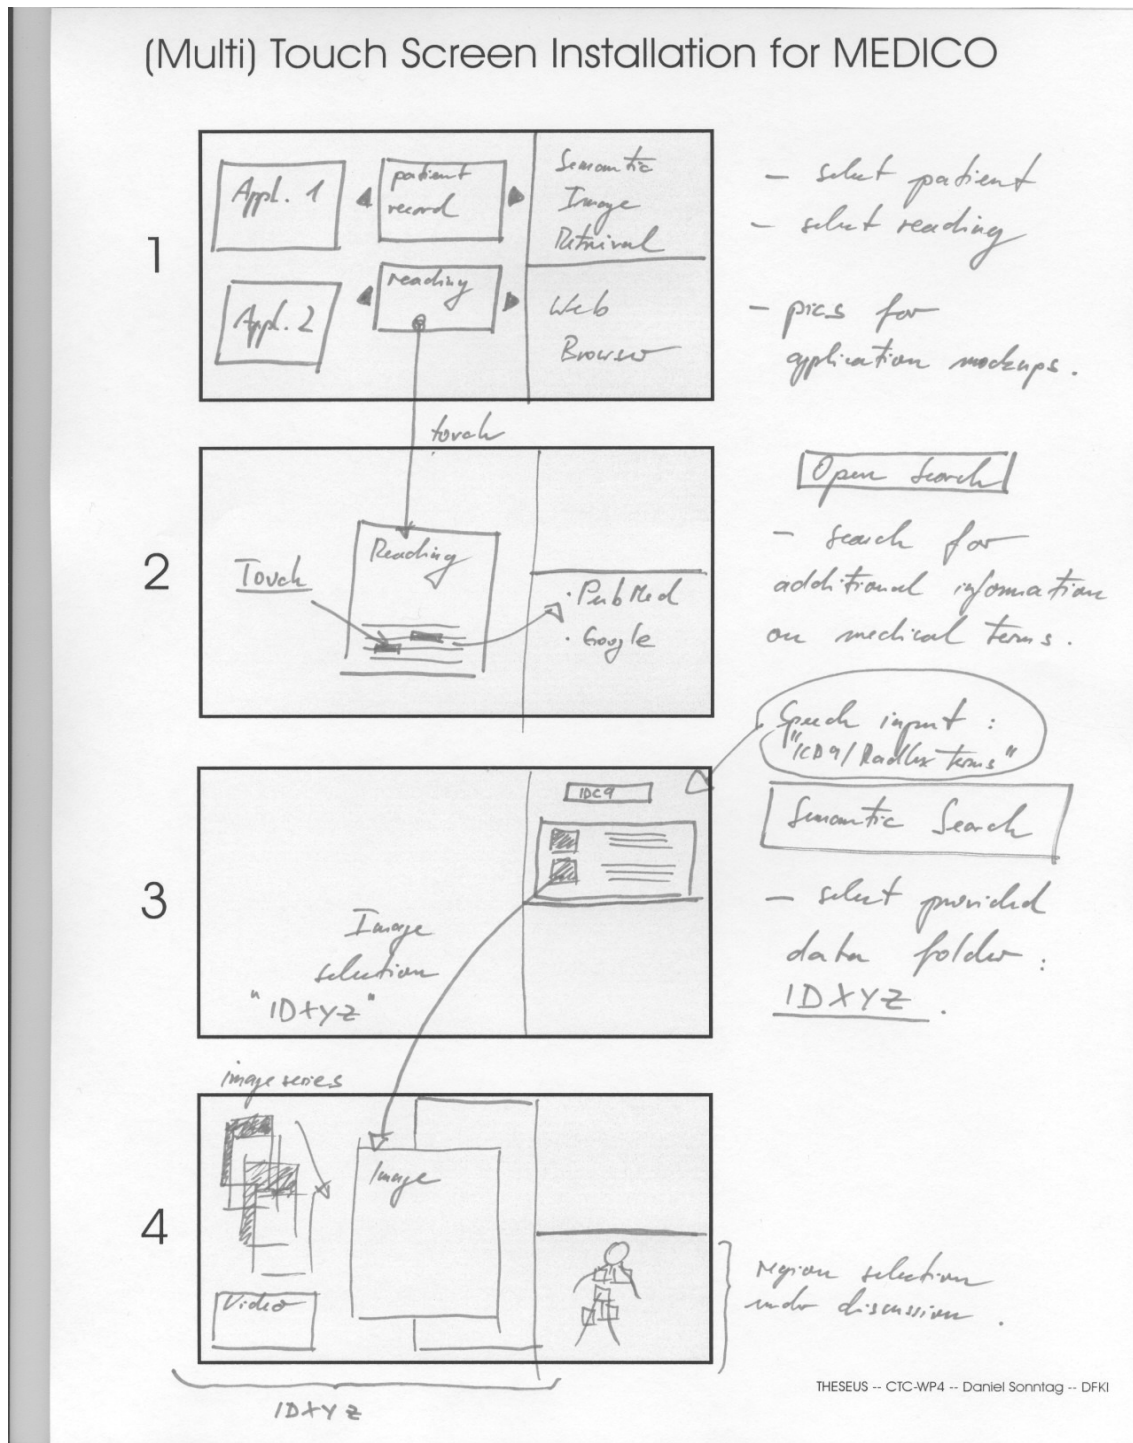 (Multi) Touch Screen Installation for MEDICO
1
Appl. 1
patient
record
Semantic
Image
Retrieval
Appl. 2
reading
Web
Browser
- select patient
- select reading
- pics for
application mockups.
touch
2
Touch
Reading
· PubMed
· Google
Open Search
- search for
additional information
on medical terms.
Speech input :
"ICD9/Radlex terms"
3
IDC9
Image
selection
"IDXYZ"
Semantic Search
- select provided
data folder :
IDXYZ .
4
image series
Video
Image
region selection
under discussion .
IDXYZ
THESEUS -- CTC-WP4 -- Daniel Sonntag -- DFKI